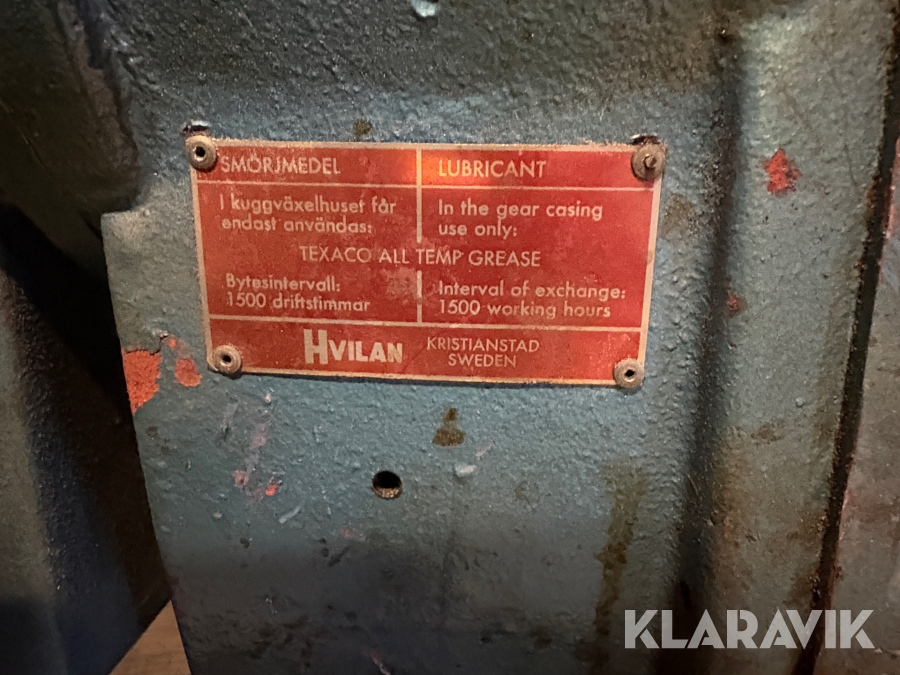 SMÖRJMEDEL
LUBRICANT
I kuggväxelhuset får
endast användas:
In the gear casing
use only:
TEXACO ALL TEMP GREASE
Bytesintervall:
1500 driftstimmar
Interval of exchange:
1500 working hours
HVILAN
KRISTIANSTAD
SWEDEN
KLARAVIK